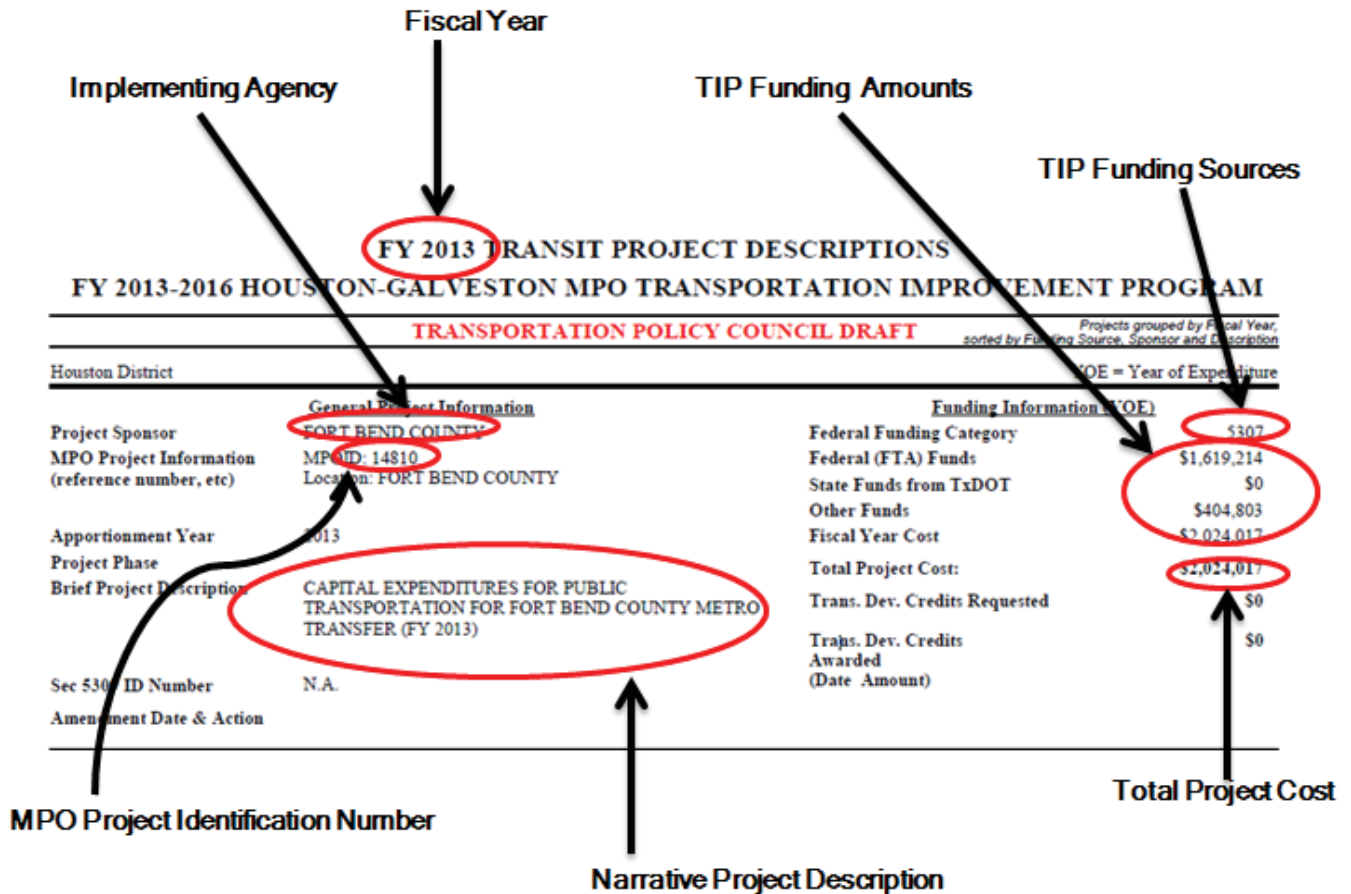 Fiscal Year
Implementing Agency
TIP Funding Amounts
TIP Funding Sources
FY 2013 TRANSIT PROJECT DESCRIPTIONS
FY 2013-2016 HOUSTON-GALVESTON MPO TRANSPORTATION IMPROVEMENT PROGRAM
TRANSPORTATION POLICY COUNCIL DRAFT
Projects grouped by Fiscal Year,
sorted by Funding Source, Sponsor and Description
Houston District
YOE = Year of Expenditure
General Project Information
Project Sponsor FORT BEND COUNTY
MPO Project Information MPOID: 14810
(reference number, etc) Location: FORT BEND COUNTY
Apportionment Year 2013
Project Phase
Brief Project Description CAPITAL EXPENDITURES FOR PUBLIC
TRANSPORTATION FOR FORT BEND COUNTY METRO
TRANSFER (FY 2013)
Sec 5309 ID Number N.A.
Amendment Date & Action
Funding Information (YOE)
Federal Funding Category 5307
Federal (FTA) Funds $1,619,214
State Funds from TxDOT $0
Other Funds $404,803
Fiscal Year Cost $2,024,017
Total Project Cost: $2,024,017
Trans. Dev. Credits Requested $0
Trans. Dev. Credits $0
Awarded
(Date Amount)
MPO Project Identification Number
Total Project Cost
Narrative Project Description